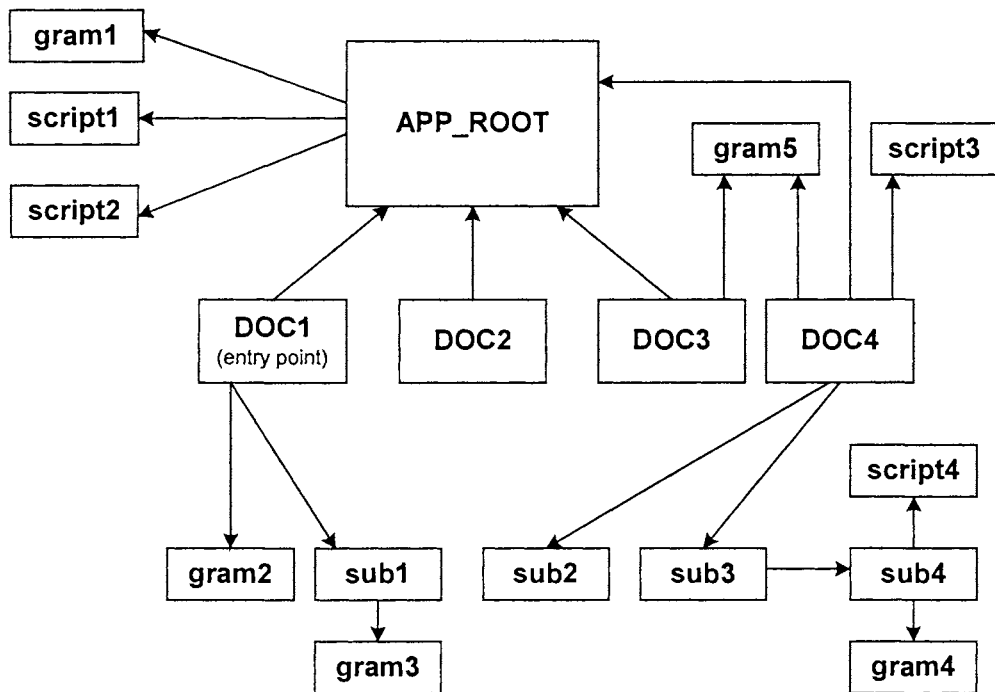 gram1
script1
APP_ROOT
gram5
script3
script2
DOC1
(entry point)
DOC2
DOC3
DOC4
script4
gram2
sub1
sub2
sub3
sub4
gram3
gram4